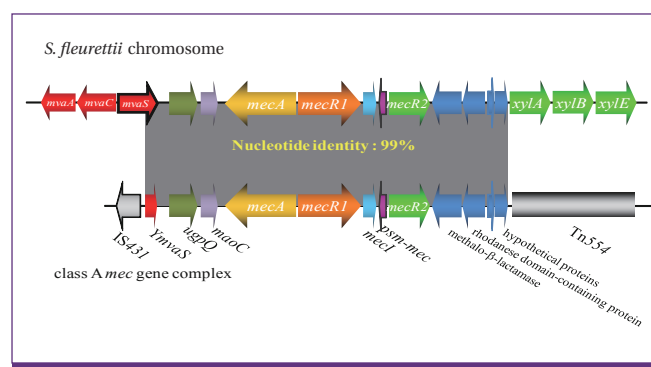 S. fleurettii chromosome
mvaA mvaC mvaS mecA mecR1 mecR2 xylA xylB xylE
Nucleotide identity : 99%
mecA mecR1 mecR2
IS431 ΥmvaS ugpQ maoC mecI psm-mec methalo-β-lactamase rhodanese domain-containing protein hypothetical proteins Tn554
class A mec gene complex